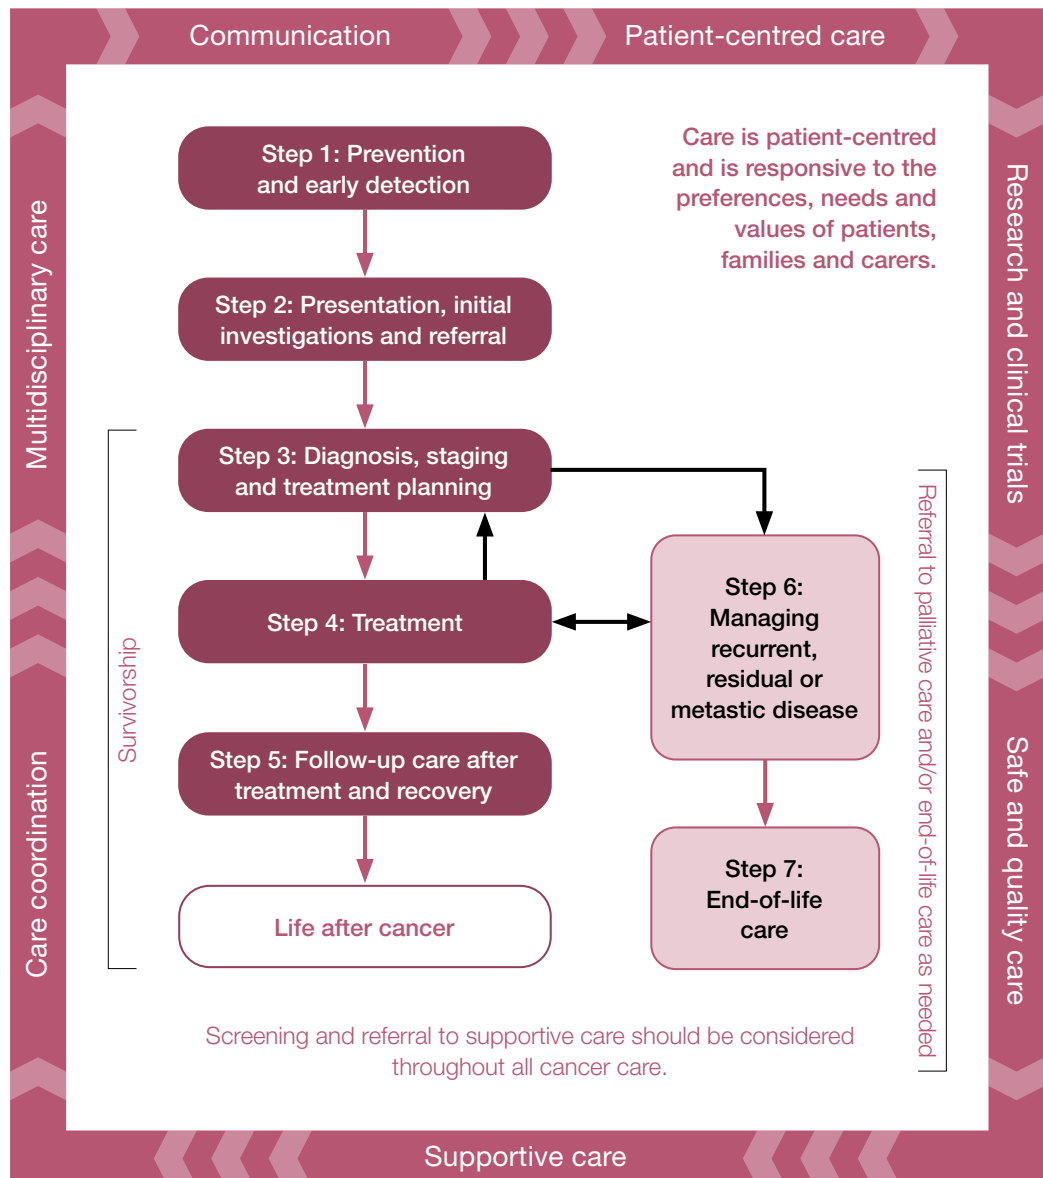 Communication
Patient-centred care
Care is patient-centred
and is responsive to the
preferences, needs and
values of patients,
families and carers.
Step 1: Prevention
and early detection
Step 2: Presentation, initial
investigations and referral
Step 3: Diagnosis, staging
and treatment planning
Step 4: Treatment
Step 5: Follow-up care after
treatment and recovery
Life after cancer
Step 6:
Managing
recurrent,
residual or
metastic disease
Step 7:
End-of-life
care
Survivorship
Referral to palliative care and/or end-of-life care as needed
Screening and referral to supportive care should be considered
throughout all cancer care.
Multidisciplinary care
Care coordination
Research and clinical trials
Safe and quality care
Supportive care